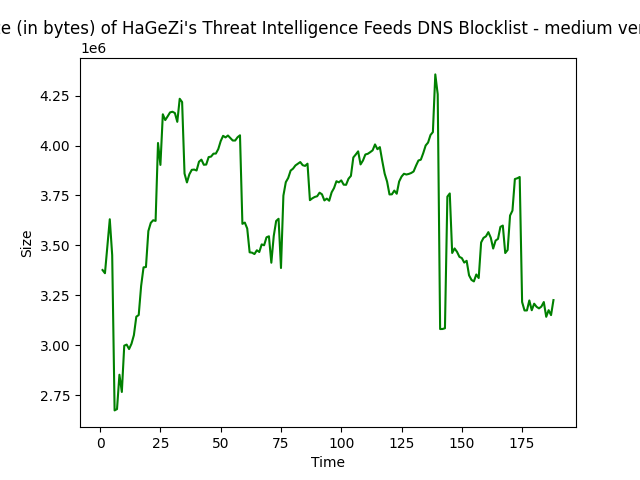 (in bytes) of HaGeZi's Threat Intelligence Feeds DNS Blocklist - medium
1e6
4.25
4.00
3.75
3.50
3.25
3.00
2.75
Size
0 25 50 75 100 125 150 175
Time